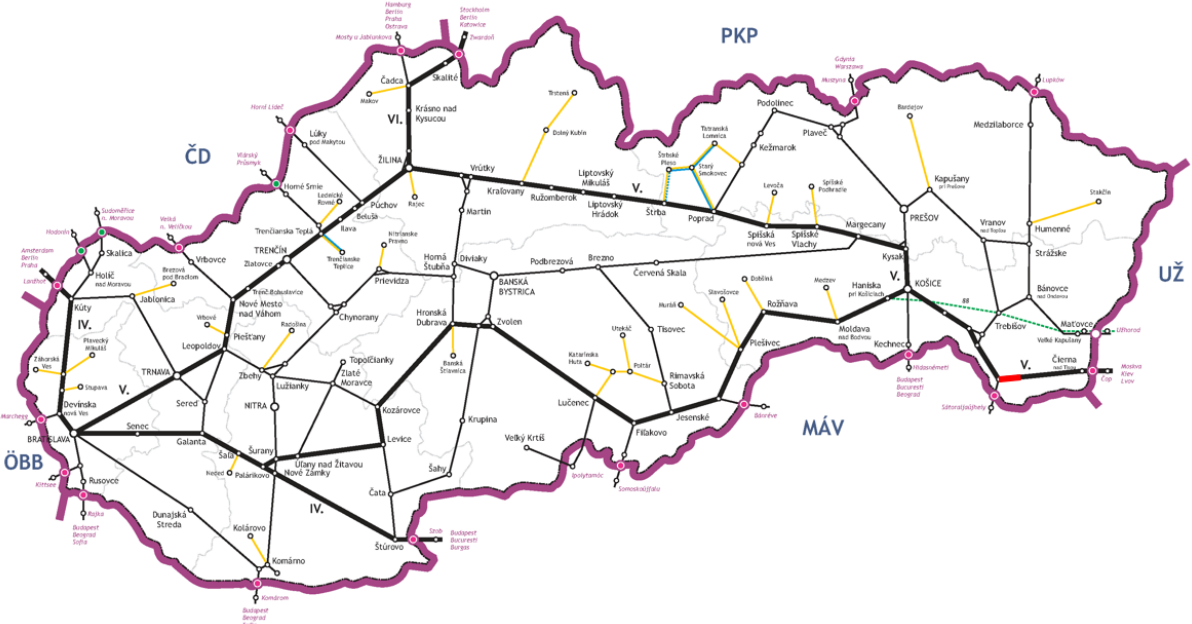 Hamburg
Berlin
Praha
Ostrava
Stockholm
Berlin
Katowice
Mosty u Jablunkova
Zwardoń
PKP
Gdynia
Warszawa
Muszyna
Łupków
Čadca
Skalité
Makov
Trstená
Podolinec
Bardejov
Horní Lideč
Krásno nad
Kysucou
VI.
Dolný Kubín
Plaveč
Medzilaborce
Lúky
pod Makytou
Tatranská
Lomnica
Kežmarok
ČD
Vlárský
Průsmyk
ŽILINA
Vrútky
Štrbské
Pleso
Starý
Smokovec
Kapušany
pri Prešove
Horné Srnie
Lednické
Rovné
Rajec
Kraľovany
Ružomberok
Liptovský
Mikuláš
Liptovský
Hrádok
V.
Štrba
Poprad
Levoča
Spišské
Podhradie
Stakčín
Sudoměřice
n. Moravou
Púchov
Beluša
Martin
PREŠOV
Vranov
nad Topľou
Humenné
Hodonín
Velká
n. Veličkou
Trenčianska Teplá
Ilava
Nitrianske
Pravno
Spišská
nová Ves
Spišské
Vlachy
Margecany
Strážske
Amsterdam
Berlin
Praha
Skalica
Vrbovce
TRENČÍN
Trenčianske
Teplice
Horná
Štubňa
Diviaky
Podbrezová
Brezno
Červená Skala
Kysak
UŽ
Lanžhot
Holíč
nad Moravou
Brezová
pod Bradlom
Zlatovce
Prievidza
BANSKÁ
BYSTRICA
Dobšiná
Medzev
Haniska
pri Košiciach
V.
KOŠICE
Bánovce
nad Ondavou
Kúty
Jablonica
Trenč.Bohuslavice
Nové Mesto
nad Váhom
Chynorany
Hronská
Dubrava
Zvolen
Muráň
Slavošovce
Rožňava
88
Trebišov
Maťovce
Užhorod
IV.
Vrbové
Piešťany
Radošina
Utekáč
Tisovec
Moldava
nad Bodvou
Veľké Kapušany
Plavecký
Mikuláš
Leopoldov
Topoľčianky
Katarínska
Huta
Poltár
Plešivec
Kechnec
Záhorská
Ves
Zbehy
Zlaté
Moravce
Banská
Štiavnica
Hidasnémeti
V.
Čierna
nad Tisou
Moskva
Kiev
Lvov
V.
TRNAVA
Lužianky
Rimavská
Sobota
Čop
Stupava
Budapest
Bucuresti
Beograd
Devínska
nová Ves
Sereď
NITRA
Kozárovce
Lučenec
Jesenské
Bánréve
Sátoraljaújhely
Marchegg
Senec
Krupina
Fiľakovo
MÁV
BRATISLAVA
Galanta
Šurany
Levice
Veľký Krtíš
ÖBB
Šaľa
Úľany nad Žitavou
Šahy
Neded
Palárikovo
Nové Zámky
Ipolytarnóc
Somoskoújfalu
Kittsee
Rusovce
Čata
Rajka
Dunajská
Streda
IV.
Kolárovo
Szob
Budapest
Bucuresti
Burgas
Budapest
Beograd
Sofia
Štúrovo
Komárno
Komárom
Budapest
Beograd